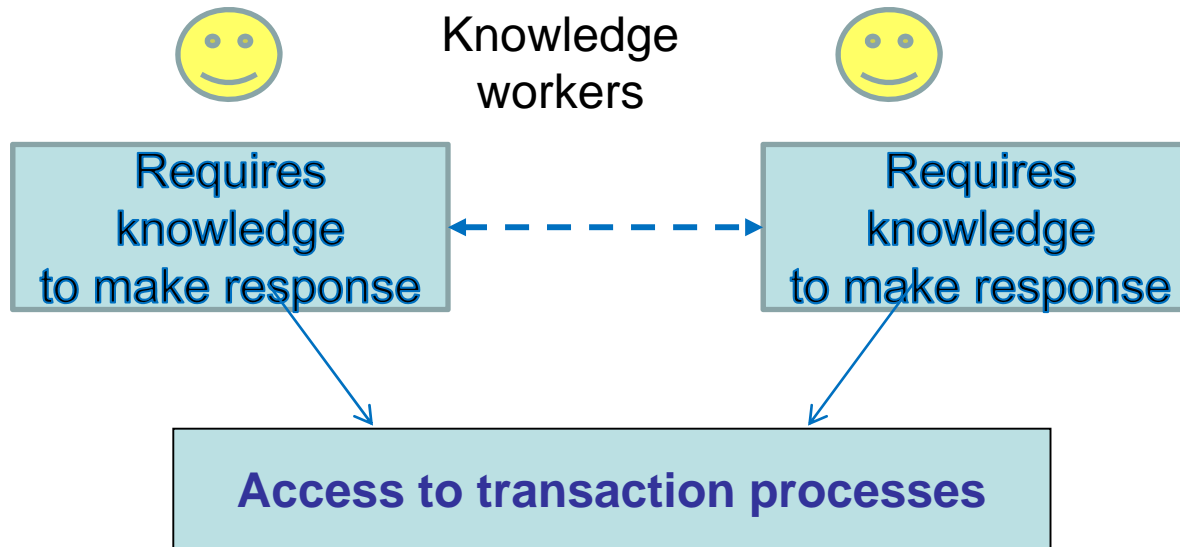 Knowledge
workers
Requires
knowledge
to make response
Requires
knowledge
to make response
Access to transaction processes